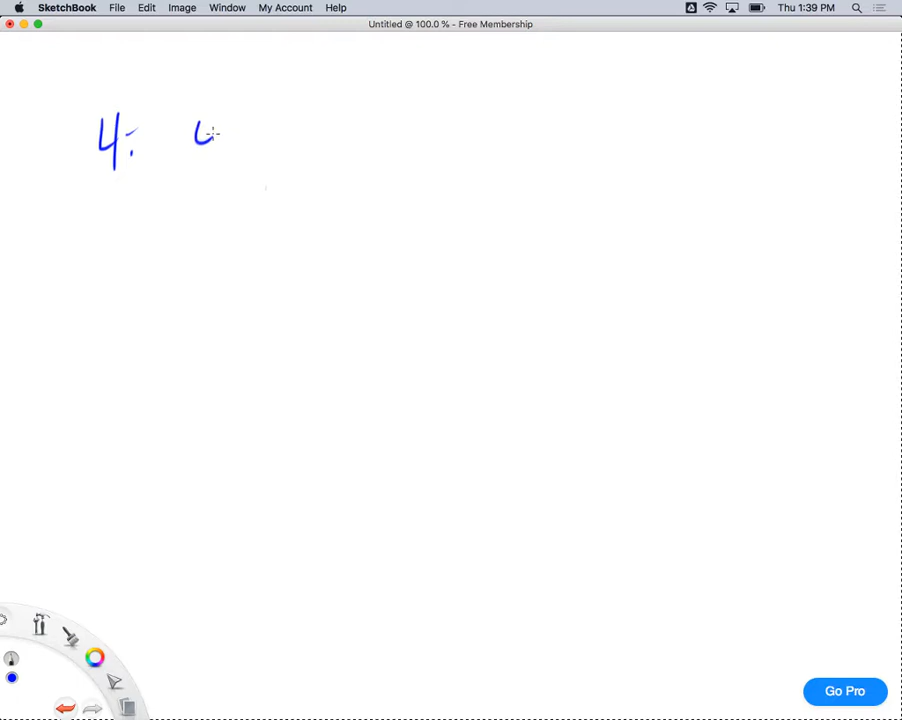 SketchBook File Edit Image Window My Account Help Thu 1:39 PM
Untitled @ 100.0 % - Free Membership
4:
Go Pro